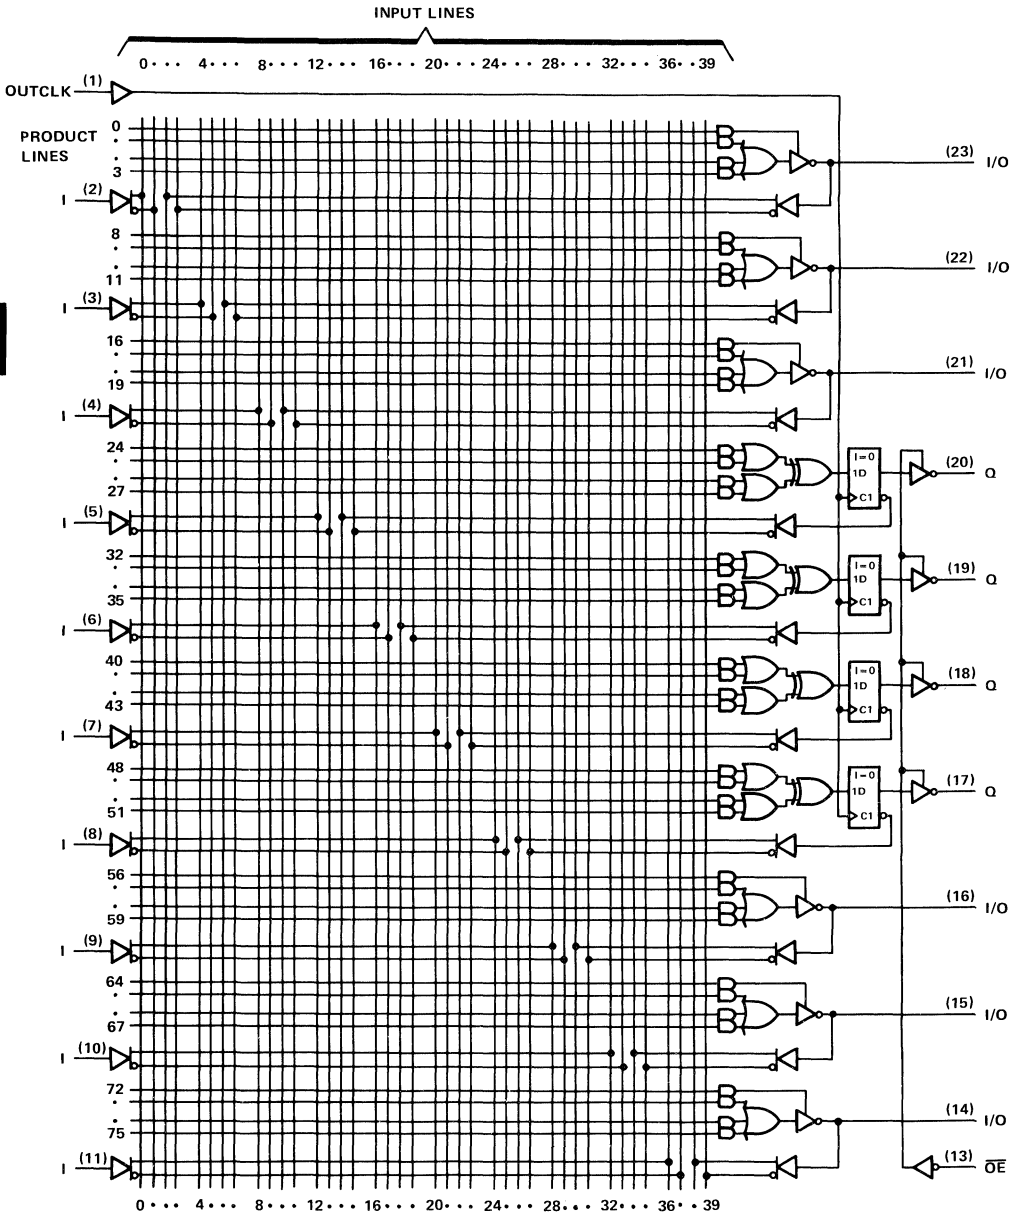 INPUT LINES
0 • • • 4 • • • 8 • • • 12 • • • 16 • • • 20 • • • 24 • • • 28 • • • 32 • • • 36 • • 39
OUTCLK (1)
PRODUCT LINES
0
•
•
3
(23) I/O
I (2)
8
•
•
11
(22) I/O
I (3)
16
•
•
19
(21) I/O
I (4)
24
•
•
27
I=0
1D
C1
(20) Q
I (5)
32
•
•
35
I=0
1D
C1
(19) Q
I (6)
40
•
•
43
I=0
1D
C1
(18) Q
I (7)
48
•
•
51
I=0
1D
C1
(17) Q
I (8)
56
•
•
59
(16) I/O
I (9)
64
•
•
67
(15) I/O
I (10)
72
•
•
75
(14) I/O
I (11)
(13) O̅E̅
0 • • • 4 • • • 8 • • • 12 • • • 16 • • • 20 • • • 24 • • • 28 • • • 32 • • • 36 • • 39